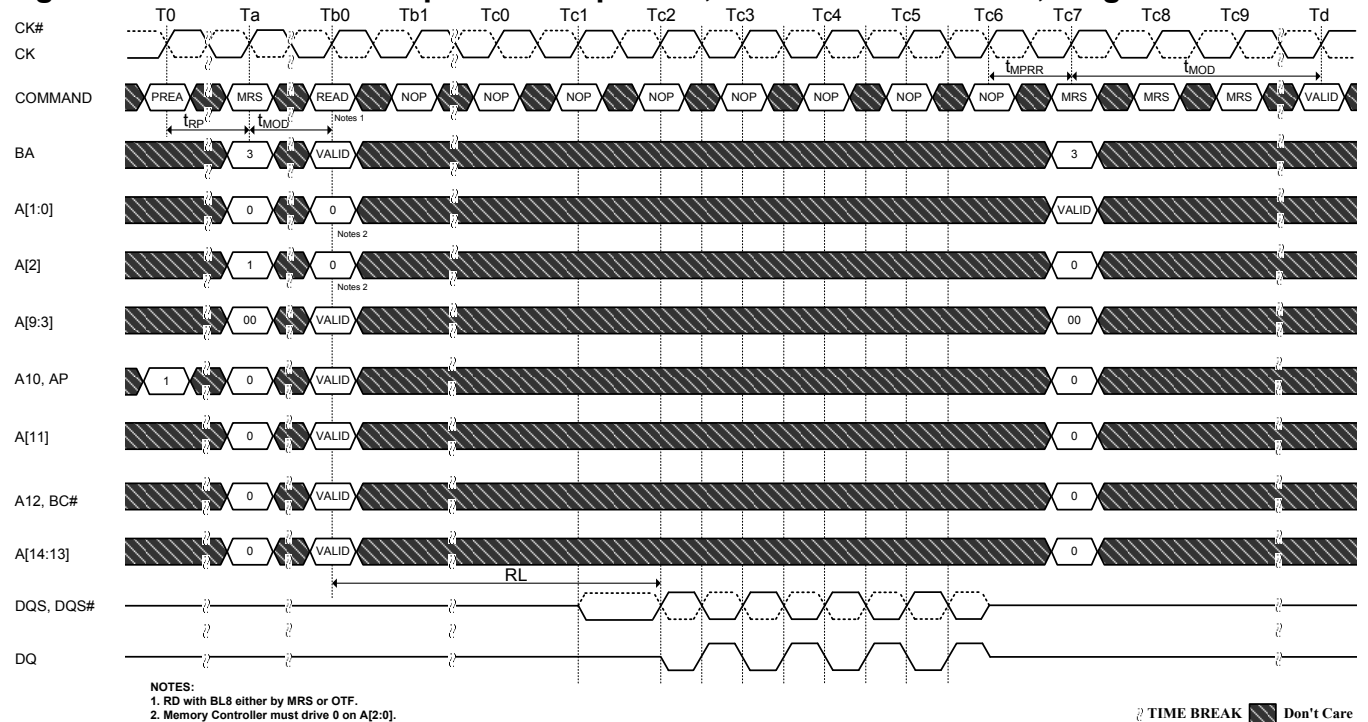 T0 Ta Tb0 Tb1 Tc0 Tc1 Tc2 Tc3 Tc4 Tc5 Tc6 Tc7 Tc8 Tc9 Td
CK#
CK
tMPRR tMOD
COMMAND PREA MRS READ NOP NOP NOP NOP NOP NOP NOP NOP MRS MRS MRS VALID
tRP tMOD Notes 1
BA 3 VALID 3
A[1:0] 0 0 VALID
Notes 2
A[2] 1 0 0
Notes 2
A[9:3] 00 VALID 00
A10, AP 1 0 VALID 0
A[11] 0 VALID 0
A12, BC# 0 VALID 0
A[14:13] 0 VALID 0
RL
DQS, DQS#
DQ
NOTES:
1. RD with BL8 either by MRS or OTF.
2. Memory Controller must drive 0 on A[2:0].
TIME BREAK Don't Care